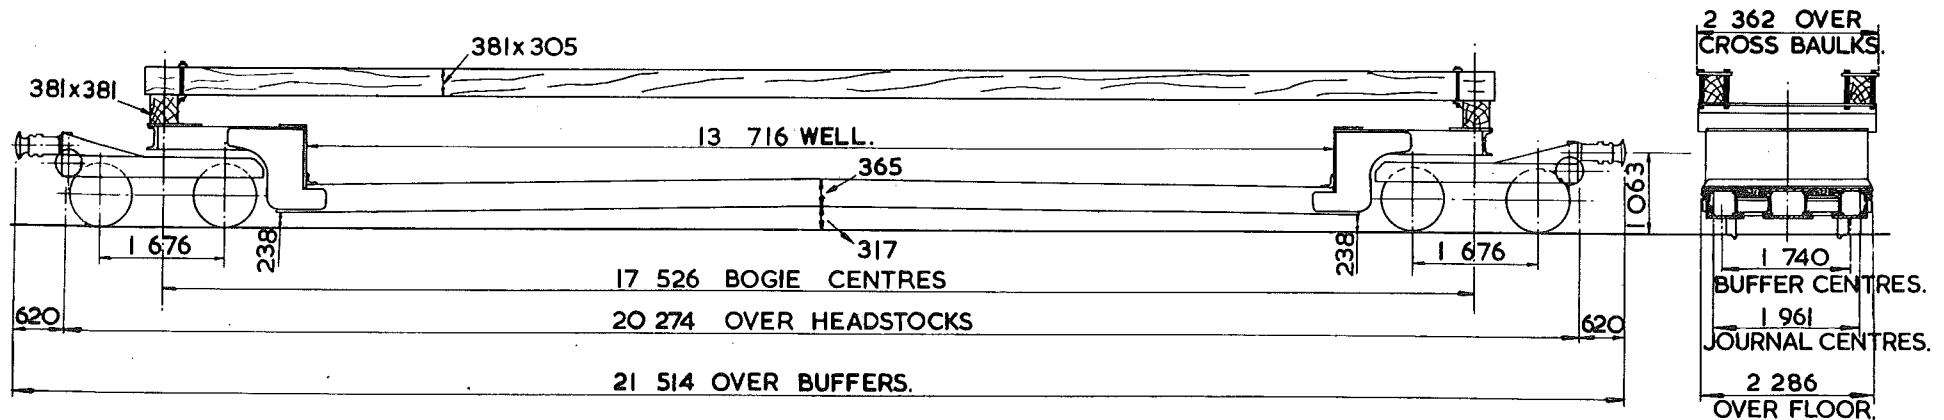 2 362 OVER
CROSS BAULKS.
381x305
381x381
13 716 WELL.
365
1 063
238
317
238
1 676
1 676
1 740
BUFFER CENTRES.
17 526 BOGIE CENTRES
620
20 274 OVER HEADSTOCKS
620
1 961
JOURNAL CENTRES.
21 514 OVER BUFFERS.
2 286
OVER FLOOR.